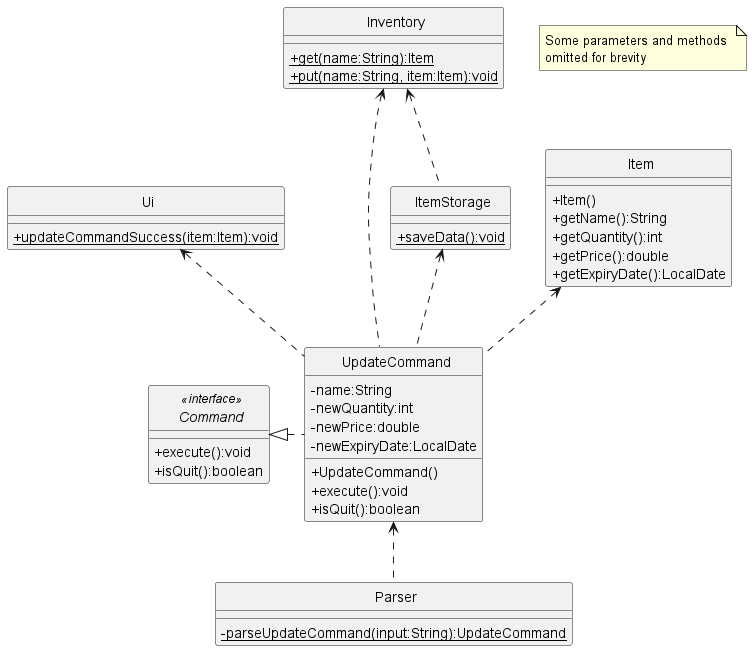 Inventory
+get(name:String):Item
+put(name:String, item:Item):void
Some parameters and methods
omitted for brevity
Item
+Item()
+getName():String
+getQuantity():int
+getPrice():double
+getExpiryDate():LocalDate
Ui
+updateCommandSuccess(item:Item):void
ItemStorage
+saveData():void
UpdateCommand
-name:String
-newQuantity:int
-newPrice:double
-newExpiryDate:LocalDate
+UpdateCommand()
+execute():void
+isQuit():boolean
«interface»
Command
+execute():void
+isQuit():boolean
Parser
-parseUpdateCommand(input:String):UpdateCommand